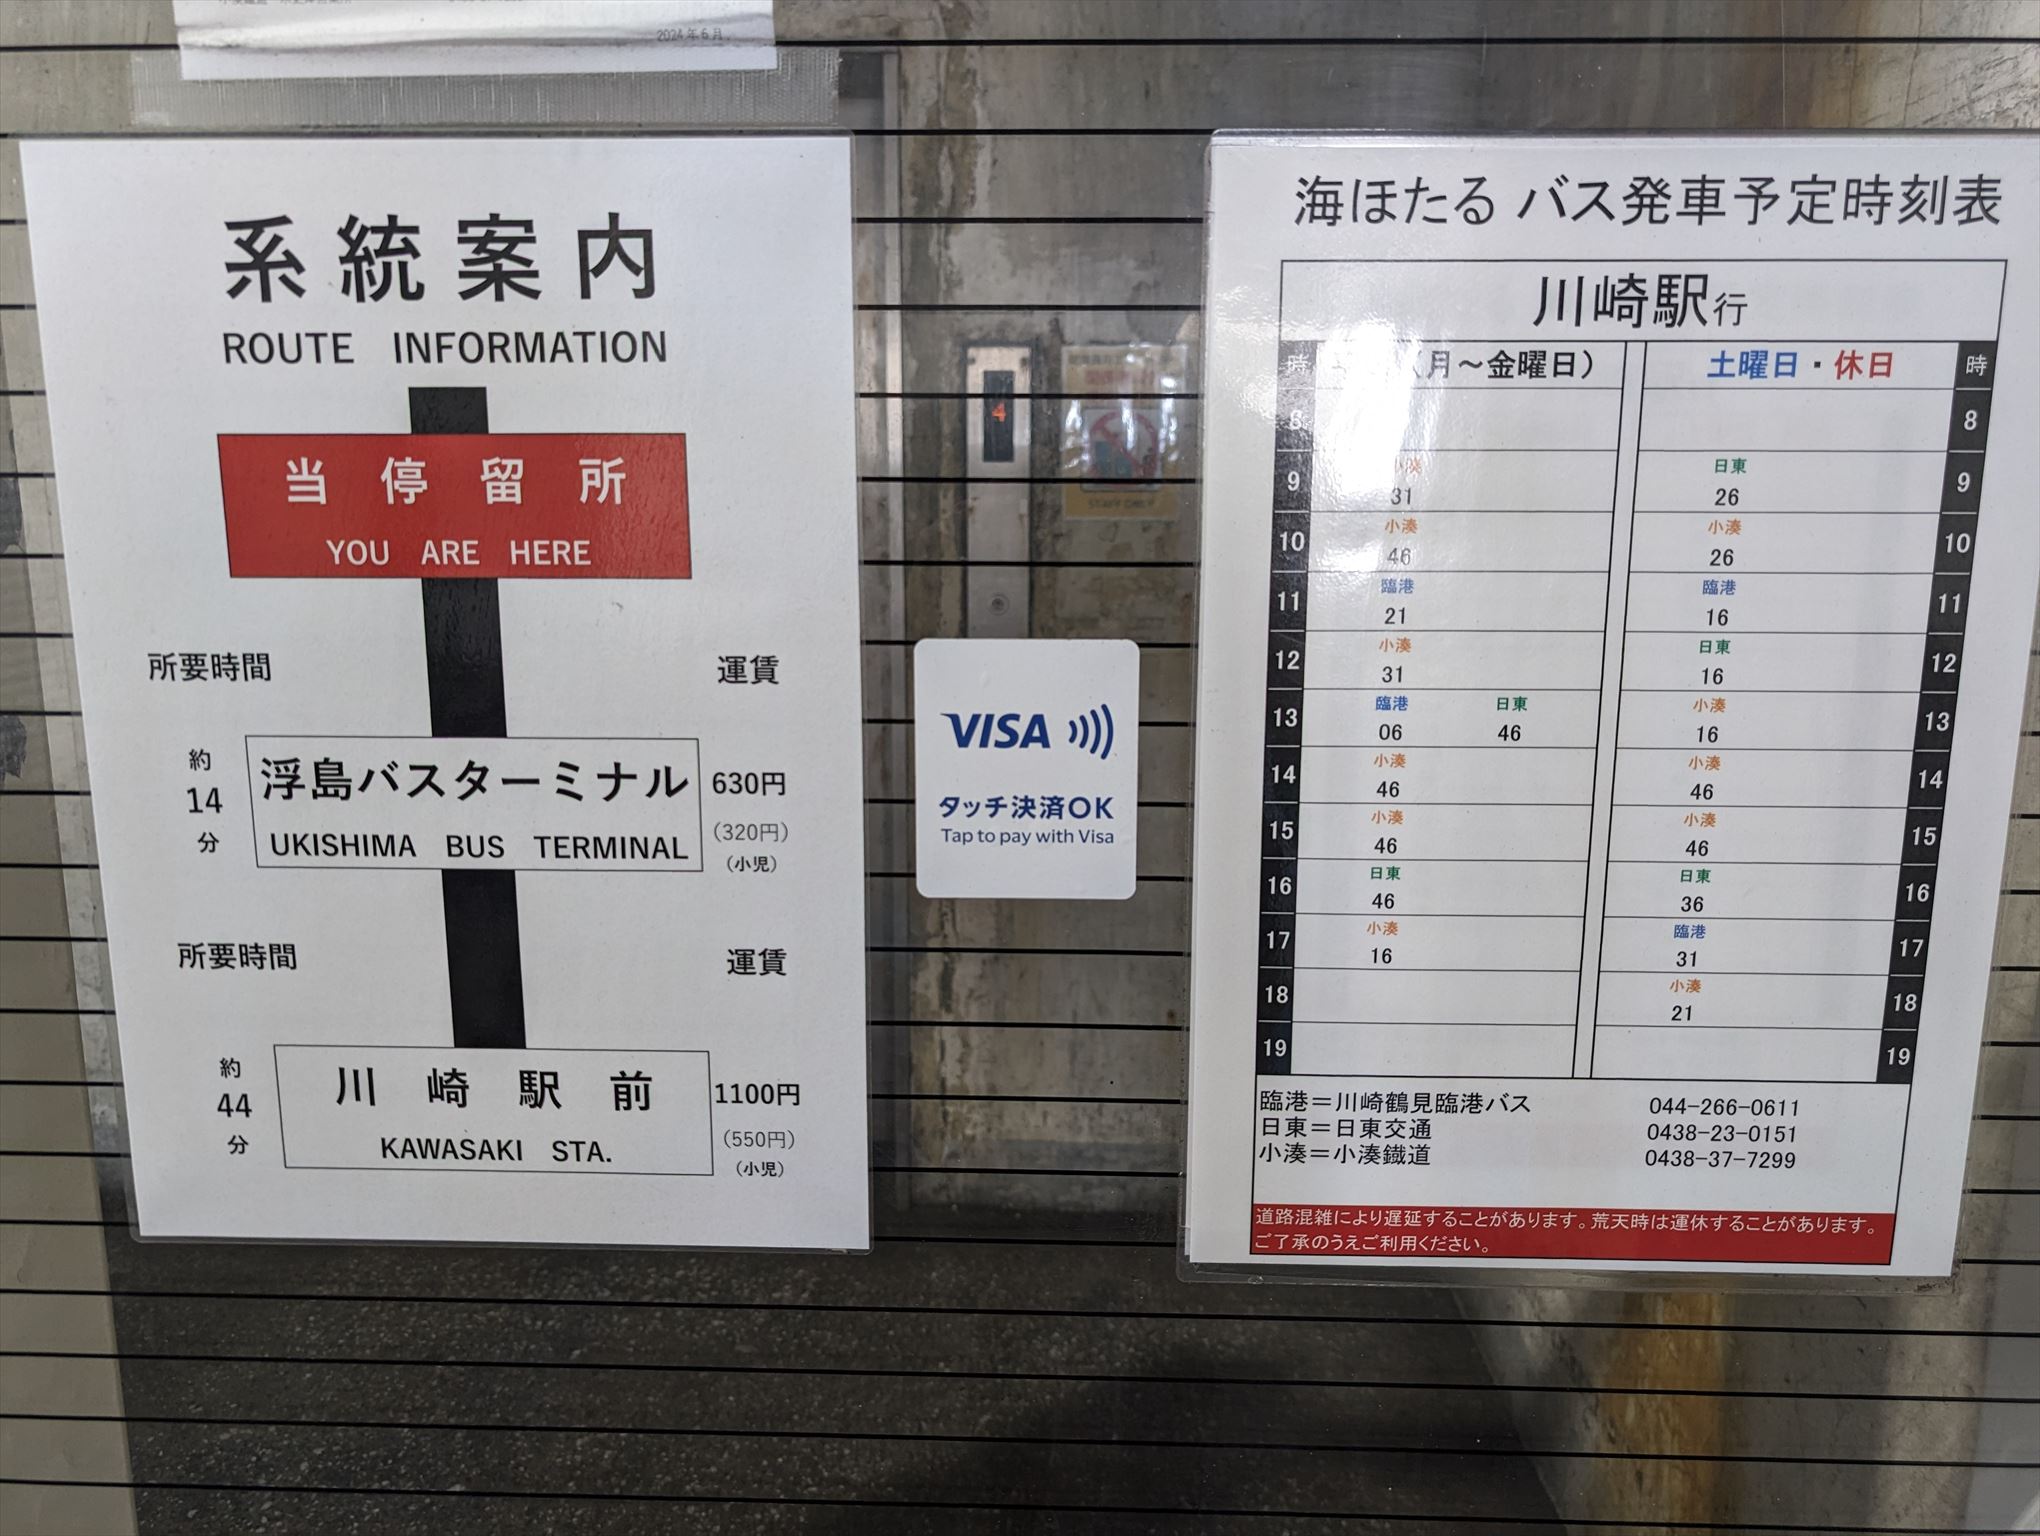 2024年6月
系統案内
ROUTE INFORMATION
当停留所
YOU ARE HERE
所要時間 運賃
約14分
浮島バスターミナル 630円
UKISHIMA BUS TERMINAL (320円)
(小児)
所要時間 運賃
約44分
川崎駅前 1100円
KAWASAKI STA. (550円)
(小児)
4
VISA
タッチ決済OK
Tap to pay with Visa
海ほたる バス発車予定時刻表
川崎駅行
時 (月～金曜日) 土曜日・休日 時
8
9 小湊 日東 9
31 26
10 小湊 小湊 10
46 26
11 臨港 臨港 11
21 16
12 小湊 日東 12
31 16
13 臨港 日東 小湊 13
06 46 16
14 小湊 小湊 14
46 46
15 小湊 小湊 15
46 46
16 日東 日東 16
46 36
17 小湊 臨港 17
16 31
18 小湊 18
21
19 19
臨港＝川崎鶴見臨港バス 044-266-0611
日東＝日東交通 0438-23-0151
小湊＝小湊鐵道 0438-37-7299
道路混雑により遅延することがあります。荒天時は運休することがあります。
ご了承のうえご利用ください。